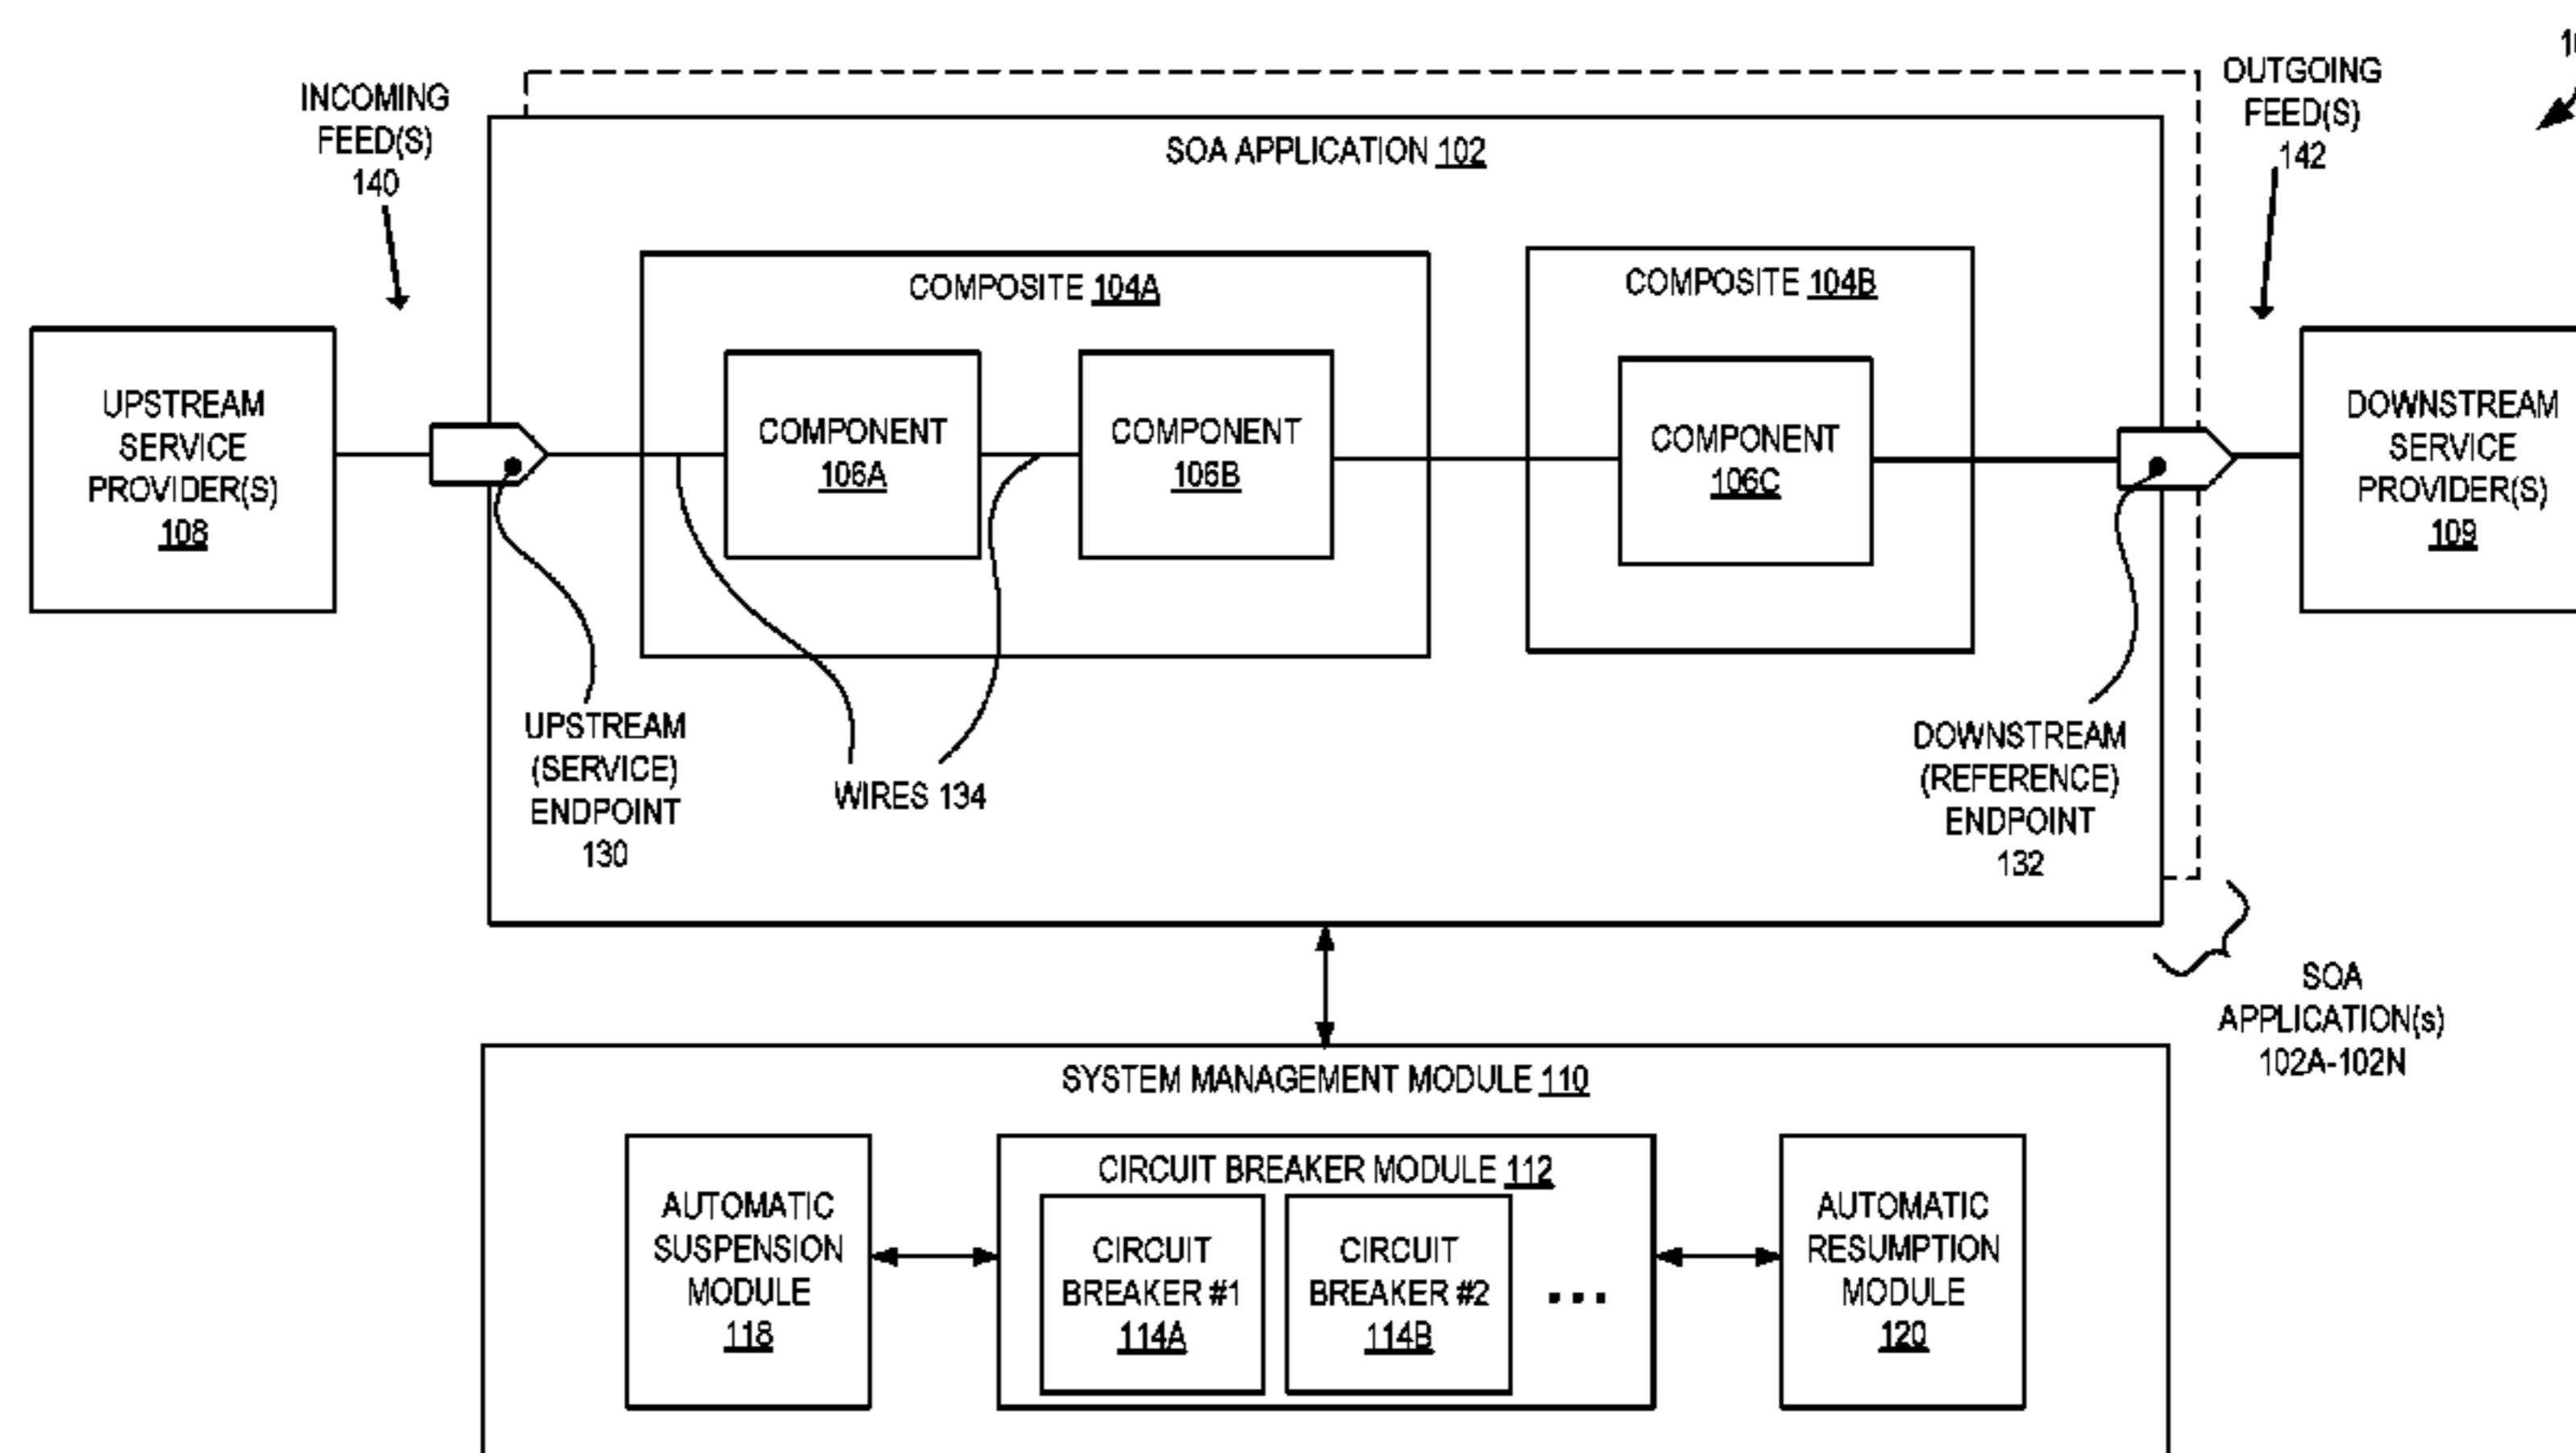 INCOMING
FEED(S)
140
OUTGOING
FEED(S)
142
SOA APPLICATION 102
COMPOSITE 104A
COMPOSITE 104B
UPSTREAM
SERVICE
PROVIDER(S)
108
COMPONENT
106A
COMPONENT
106B
COMPONENT
106C
DOWNSTREAM
SERVICE
PROVIDER(S)
109
UPSTREAM
(SERVICE)
ENDPOINT
130
WIRES 134
DOWNSTREAM
(REFERENCE)
ENDPOINT
132
SOA
APPLICATION(s)
102A-102N
SYSTEM MANAGEMENT MODULE 110
AUTOMATIC
SUSPENSION
MODULE
118
CIRCUIT BREAKER MODULE 112
CIRCUIT
BREAKER #1
114A
CIRCUIT
BREAKER #2
114B
...
AUTOMATIC
RESUMPTION
MODULE
120